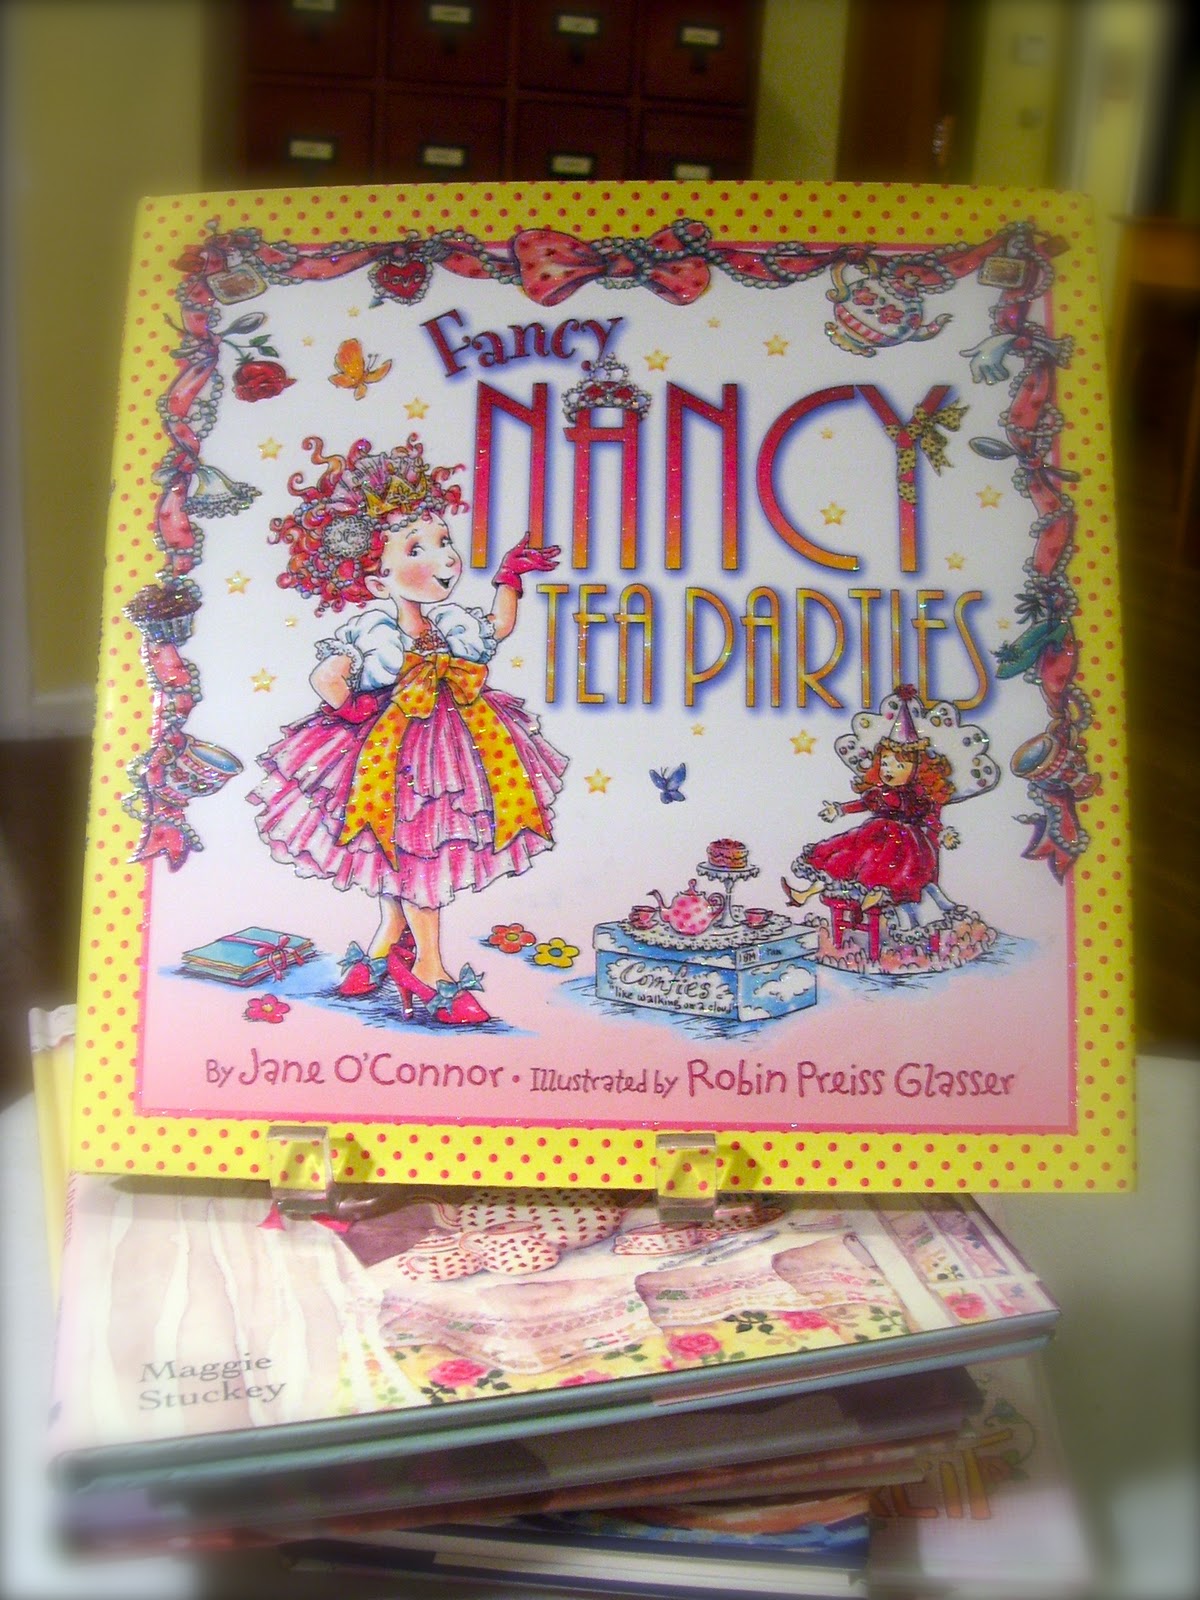 Fancy
NANCY
TEA PARTIES
Comfies
"like walking on a cloud"
By Jane O'Connor • Illustrated by Robin Preiss Glasser
Maggie
Stuckey